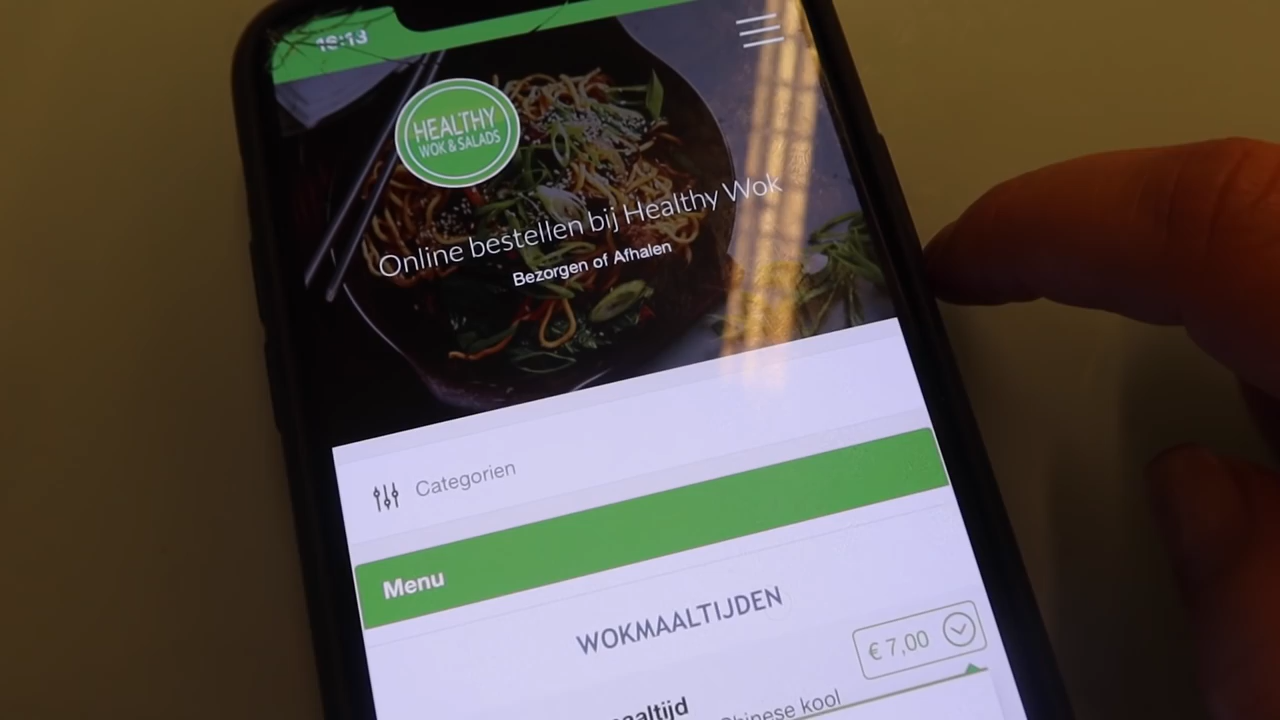 HEALTHY
WOK & SALADS
Online bestellen bij Healthy Wok
Bezorgen of Afhalen
Categorien
Menu
WOKMAALTIJDEN
€ 7,00
Chinese kool